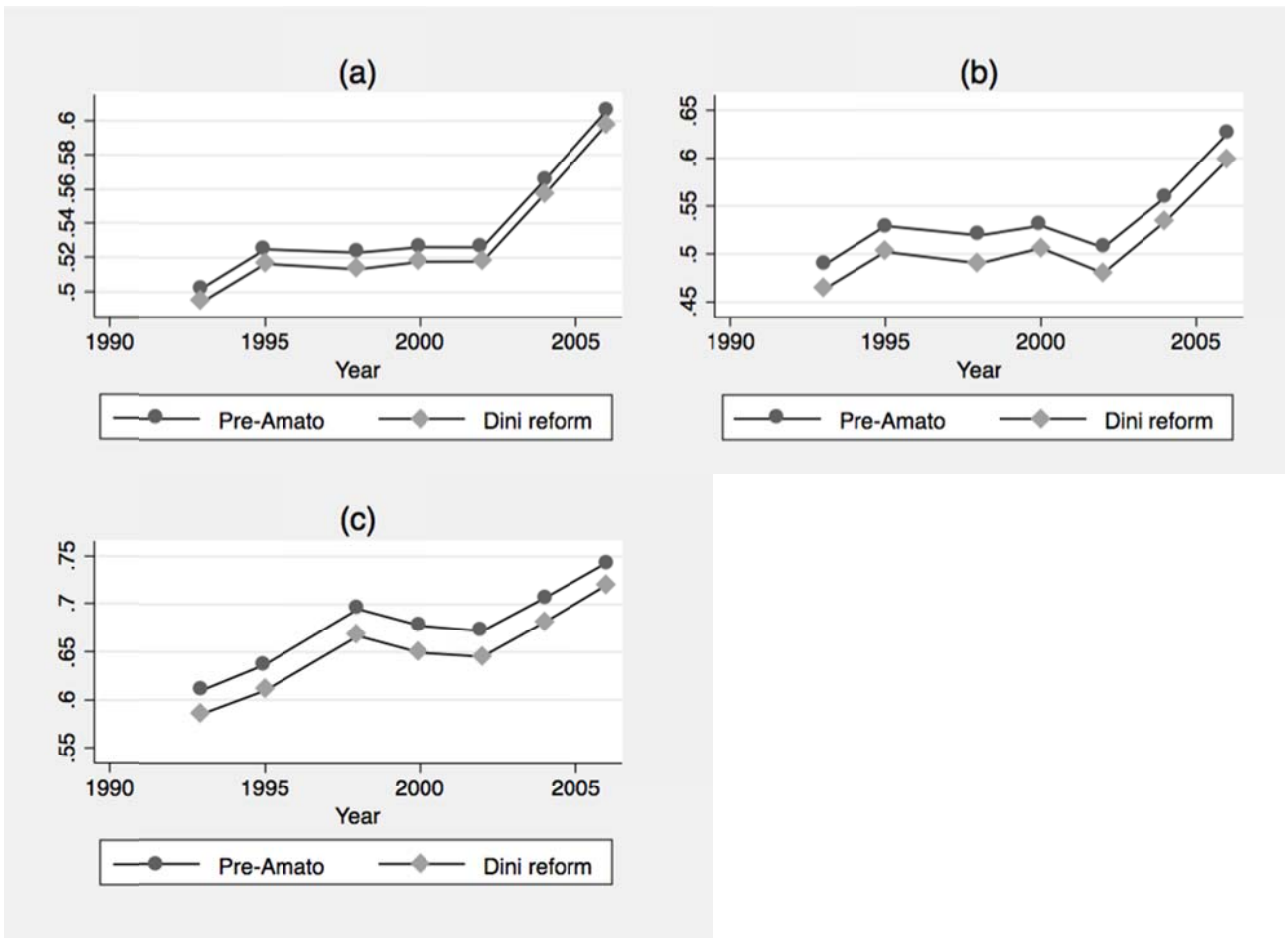 (a)
.6
.58
.56
.54
.52
.5
1990 1995 2000 2005
Year
Pre-Amato Dini reform
(b)
.65
.6
.55
.5
.45
1990 1995 2000 2005
Year
Pre-Amato Dini reform
(c)
.75
.7
.65
.6
.55
1990 1995 2000 2005
Year
Pre-Amato Dini reform